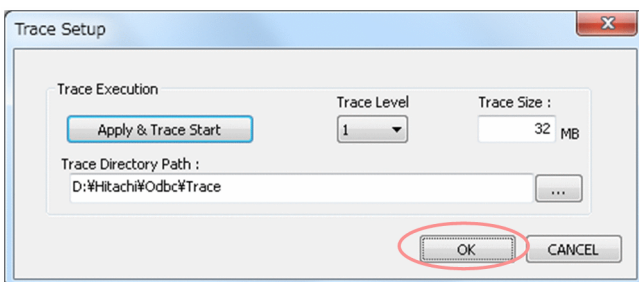 Trace Setup
Trace Execution
Trace Level
Trace Size :
Apply & Trace Start
1
32 MB
Trace Directory Path :
D:¥Hitachi¥Odbc¥Trace
...
OK
CANCEL